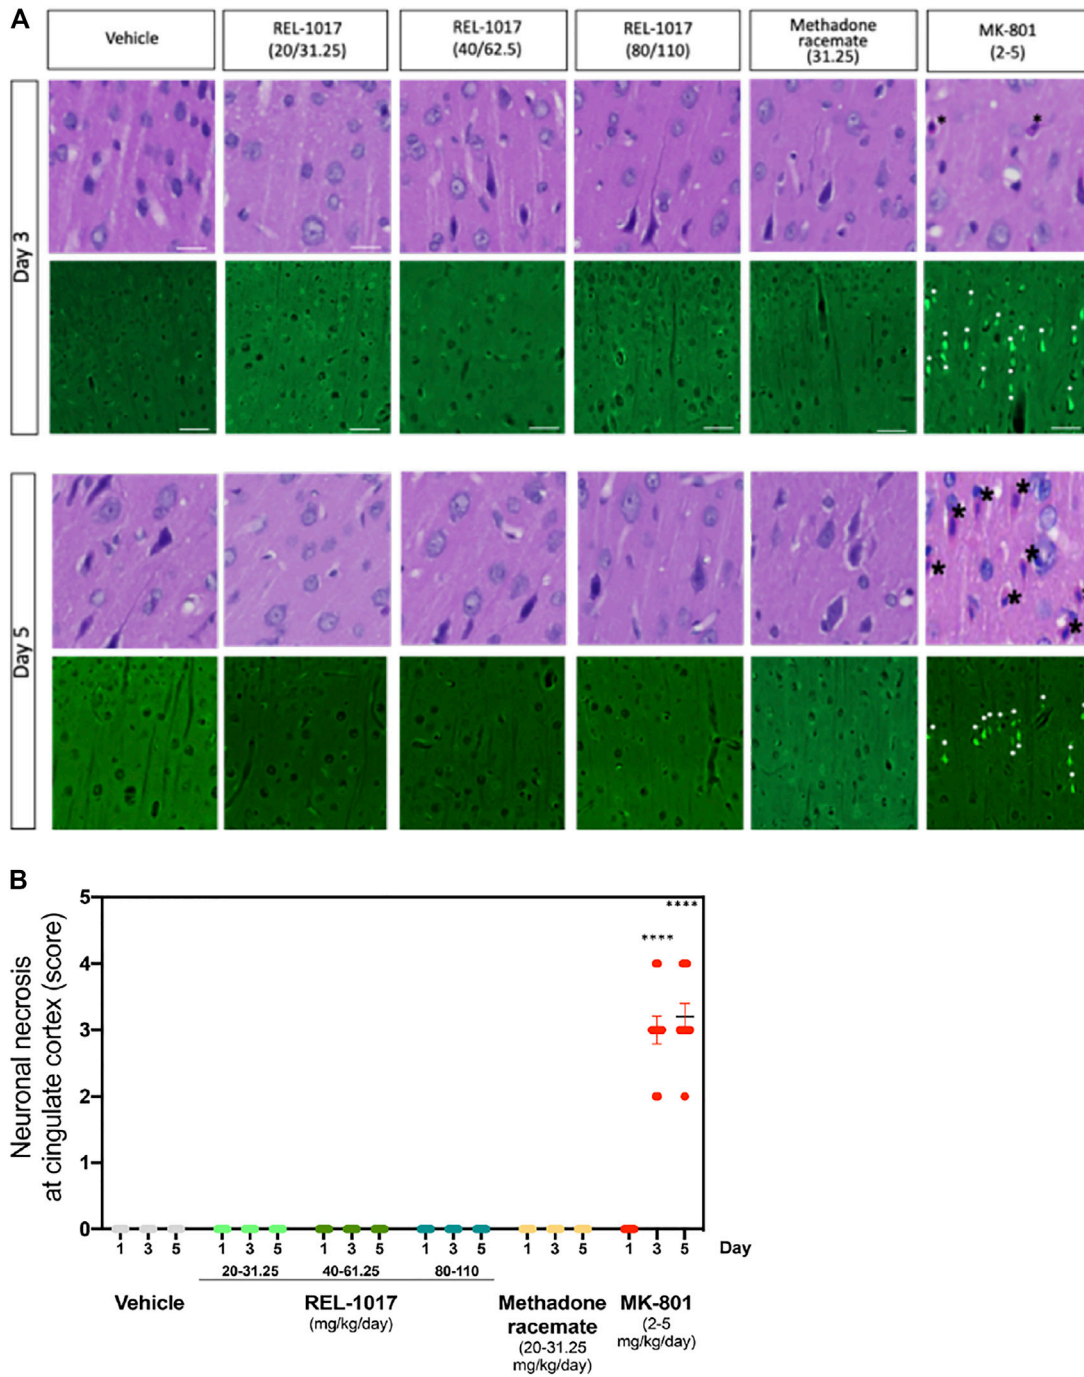 A
Vehicle
REL-1017
(20/31.25)
REL-1017
(40/62.5)
REL-1017
(80/110)
Methadone
racemate
(31.25)
MK-801
(2-5)
Day 3
* *
Day 5
* * * * * * *
B
Neuronal necrosis
at cingulate cortex (score)
5
4
3
2
1
0
****
****
1 3 5 1 3 5 1 3 5 1 3 5 1 3 5 1 3 5 Day
20-31.25 40-61.25 80-110
Vehicle
REL-1017
(mg/kg/day)
Methadone
racemate
(20-31.25
mg/kg/day)
MK-801
(2-5
mg/kg/day)